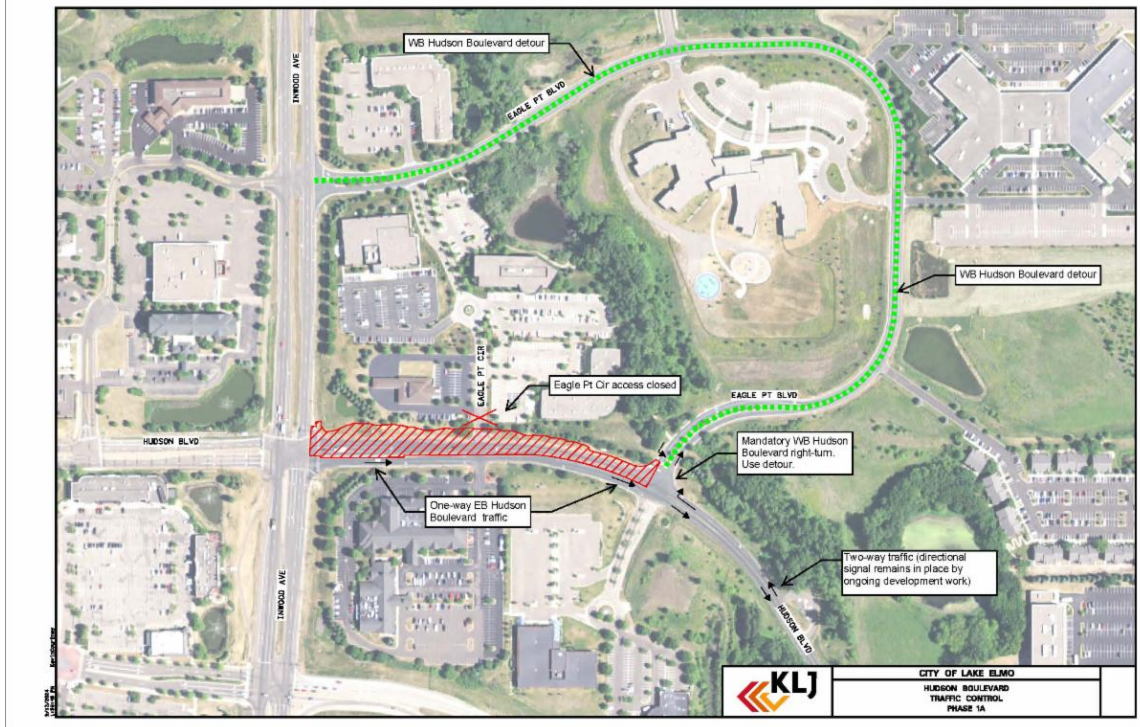 WB Hudson Boulevard detour
INWOOD AVE
EAGLE PT BLVD
WB Hudson Boulevard detour
EAGLE PT CIR
Eagle Pt Cir access closed
EAGLE PT BLVD
HUDSON BLVD
Mandatory WB Hudson
Boulevard right-turn.
Use detour.
One-way EB Hudson
Boulevard traffic
Two-way traffic (directional
signal remains in place by
ongoing development work)
INWOOD AVE
HUDSON BLVD
KLJ
CITY OF LAKE ELMO
HUDSON BOULEVARD
TRAFFIC CONTROL
PHASE 1A